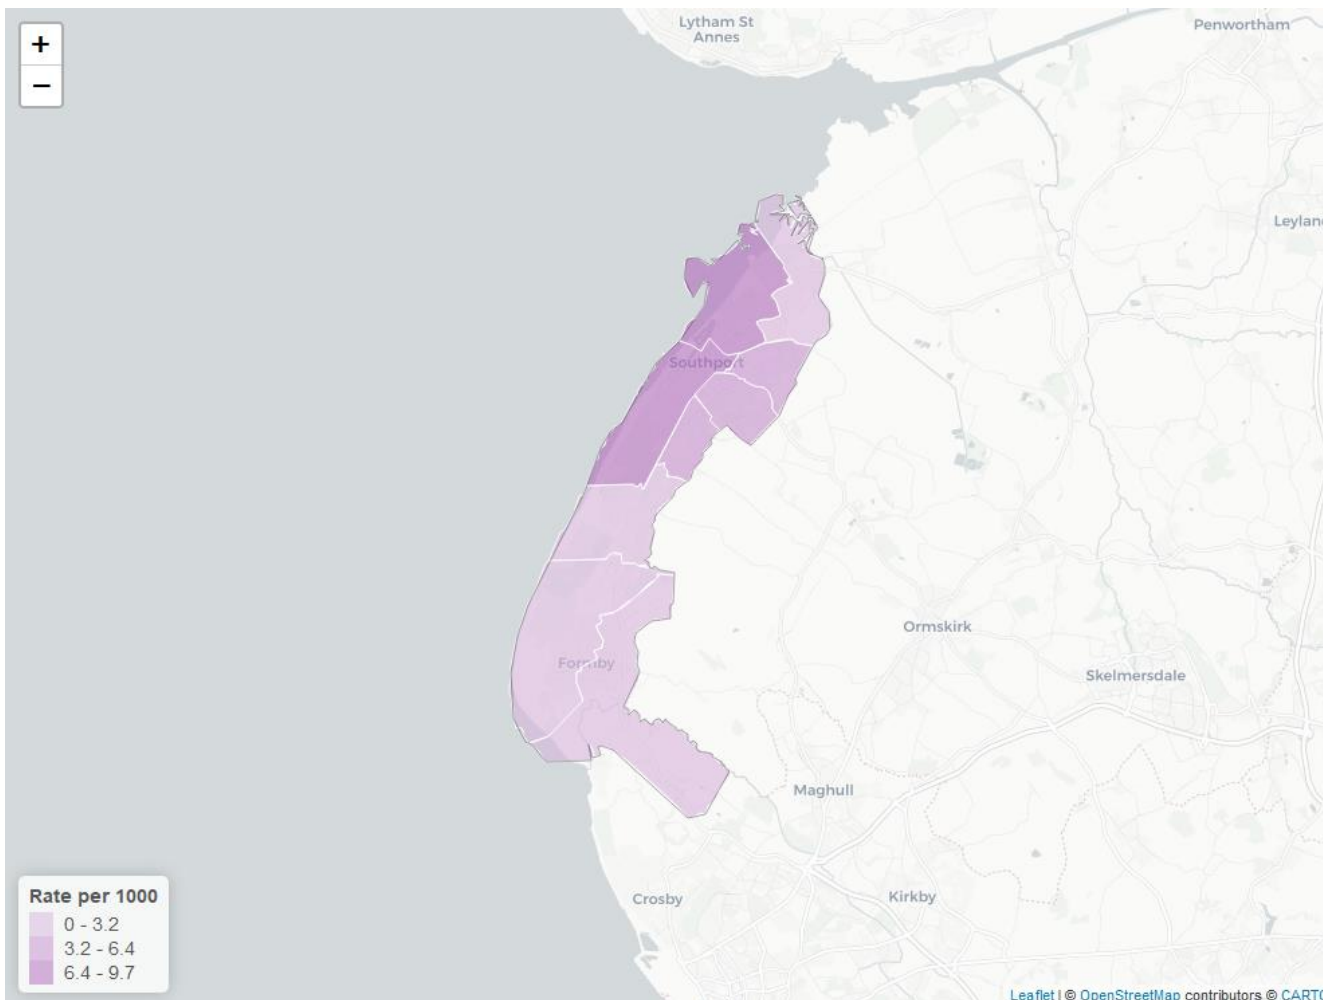 +
−
Lytham St
Annes
Penwortham
Leylan
Southport
Ormskirk
Formby
Skelmersdale
Maghull
Crosby
Kirkby
Rate per 1000
0 - 3.2
3.2 - 6.4
6.4 - 9.7
Leaflet | © OpenStreetMap contributors © CARTO